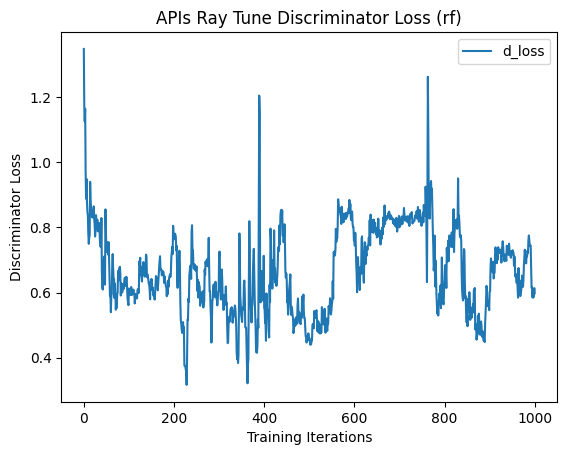 APIs Ray Tune Discriminator Loss (rf)
d_loss
Discriminator Loss
1.2
1.0
0.8
0.6
0.4
0 200 400 600 800 1000
Training Iterations